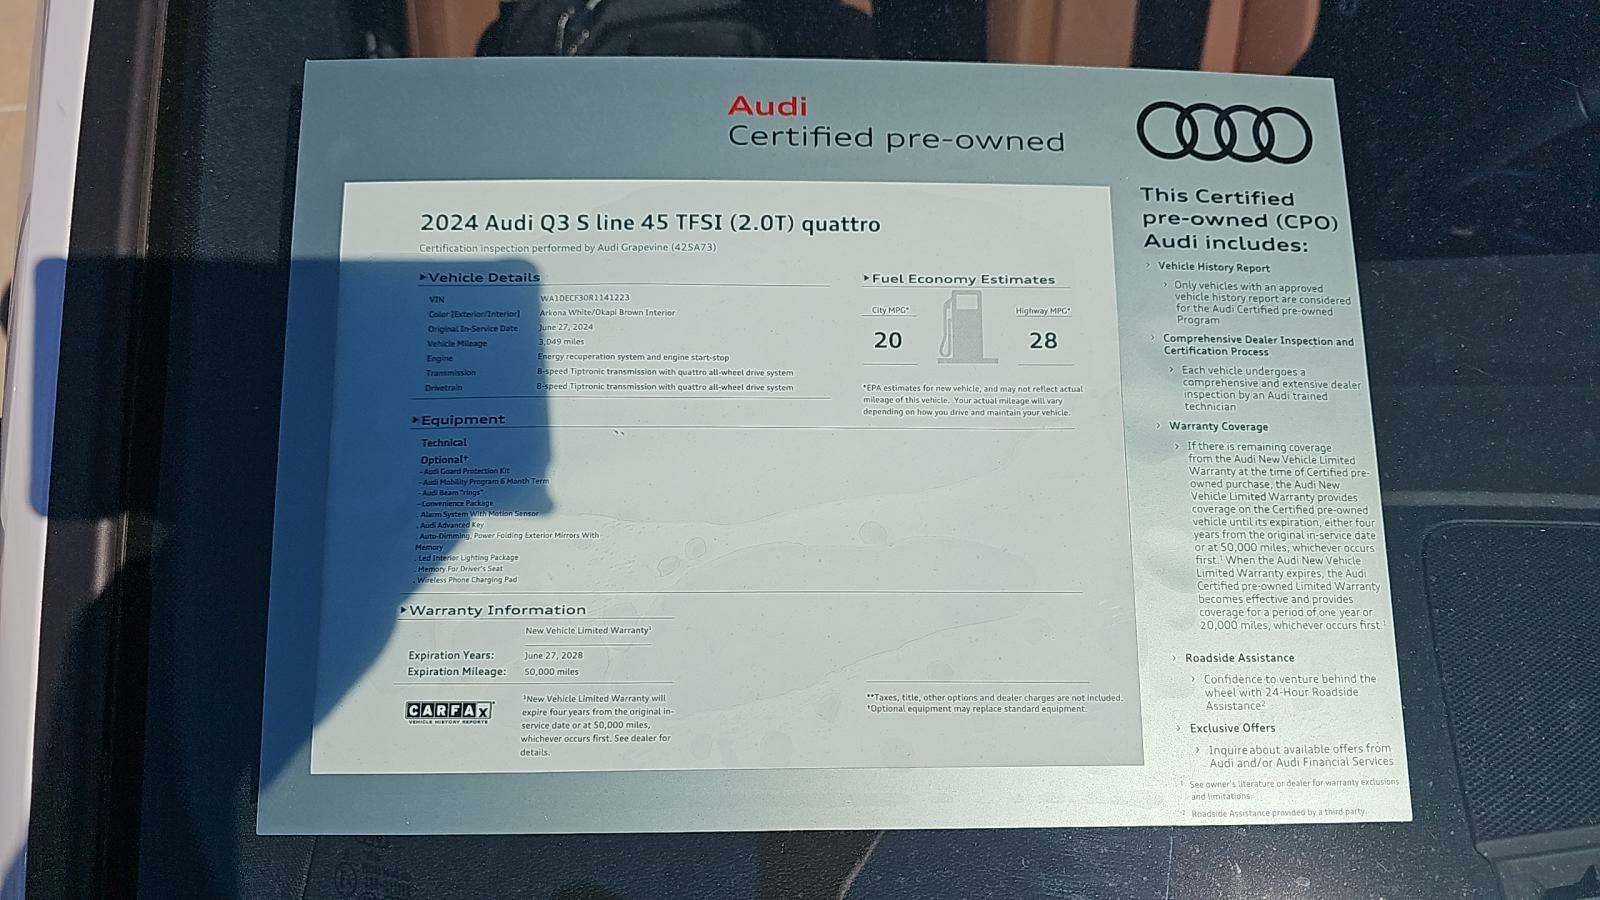 Audi
Certified pre-owned
2024 Audi Q3 S line 45 TFSI (2.0T) quattro
Certification inspection performed by Audi Grapevine (425A73)
Vehicle Details
VIN WA1DECF30R1141223
Color [Exterior/Interior] Arkona White/Okapi Brown Interior
Original In-Service Date June 27, 2024
Vehicle Mileage 3,049 miles
Engine Energy recuperation system and engine start-stop
Transmission 8-speed Tiptronic transmission with quattro all-wheel drive system
Drivetrain 8-speed Tiptronic transmission with quattro all-wheel drive system
Fuel Economy Estimates
City MPG* Highway MPG*
20 28
*EPA estimates for new vehicle, and may not reflect actual
mileage of this vehicle. Your actual mileage will vary
depending on how you drive and maintain your vehicle.
Equipment
Technical
Optional†
- Audi Guard Protection Kit
- Audi Mobility Program 6 Month Term
- Audi Beam "rings"
- Convenience Package
. Alarm System With Motion Sensor
. Audi Advanced Key
. Auto-Dimming, Power Folding Exterior Mirrors With
Memory
. Led Interior Lighting Package
. Memory For Driver's Seat
. Wireless Phone Charging Pad
Warranty Information
New Vehicle Limited Warranty¹
Expiration Years: June 27, 2028
Expiration Mileage: 50,000 miles
CARFAX
VEHICLE HISTORY REPORTS
¹New Vehicle Limited Warranty will
expire four years from the original in-
service date or at 50,000 miles,
whichever occurs first. See dealer for
details.
**Taxes, title, other options and dealer charges are not included.
†Optional equipment may replace standard equipment.
This Certified
pre-owned (CPO)
Audi includes:
› Vehicle History Report
› Only vehicles with an approved
vehicle history report are considered
for the Audi Certified pre-owned
Program
› Comprehensive Dealer Inspection and
Certification Process
› Each vehicle undergoes a
comprehensive and extensive dealer
inspection by an Audi trained
technician
› Warranty Coverage
› If there is remaining coverage
from the Audi New Vehicle Limited
Warranty at the time of Certified pre-
owned purchase, the Audi New
Vehicle Limited Warranty provides
coverage on the Certified pre-owned
vehicle until its expiration, either four
years from the original in-service date
or at 50,000 miles, whichever occurs
first.¹ When the Audi New Vehicle
Limited Warranty expires, the Audi
Certified pre-owned Limited Warranty
becomes effective and provides
coverage for a period of one year or
20,000 miles, whichever occurs first.¹
› Roadside Assistance
› Confidence to venture behind the
wheel with 24-Hour Roadside
Assistance²
› Exclusive Offers
› Inquire about available offers from
Audi and/or Audi Financial Services
¹ See owner's literature or dealer for warranty exclusions
and limitations.
² Roadside Assistance provided by a third party.